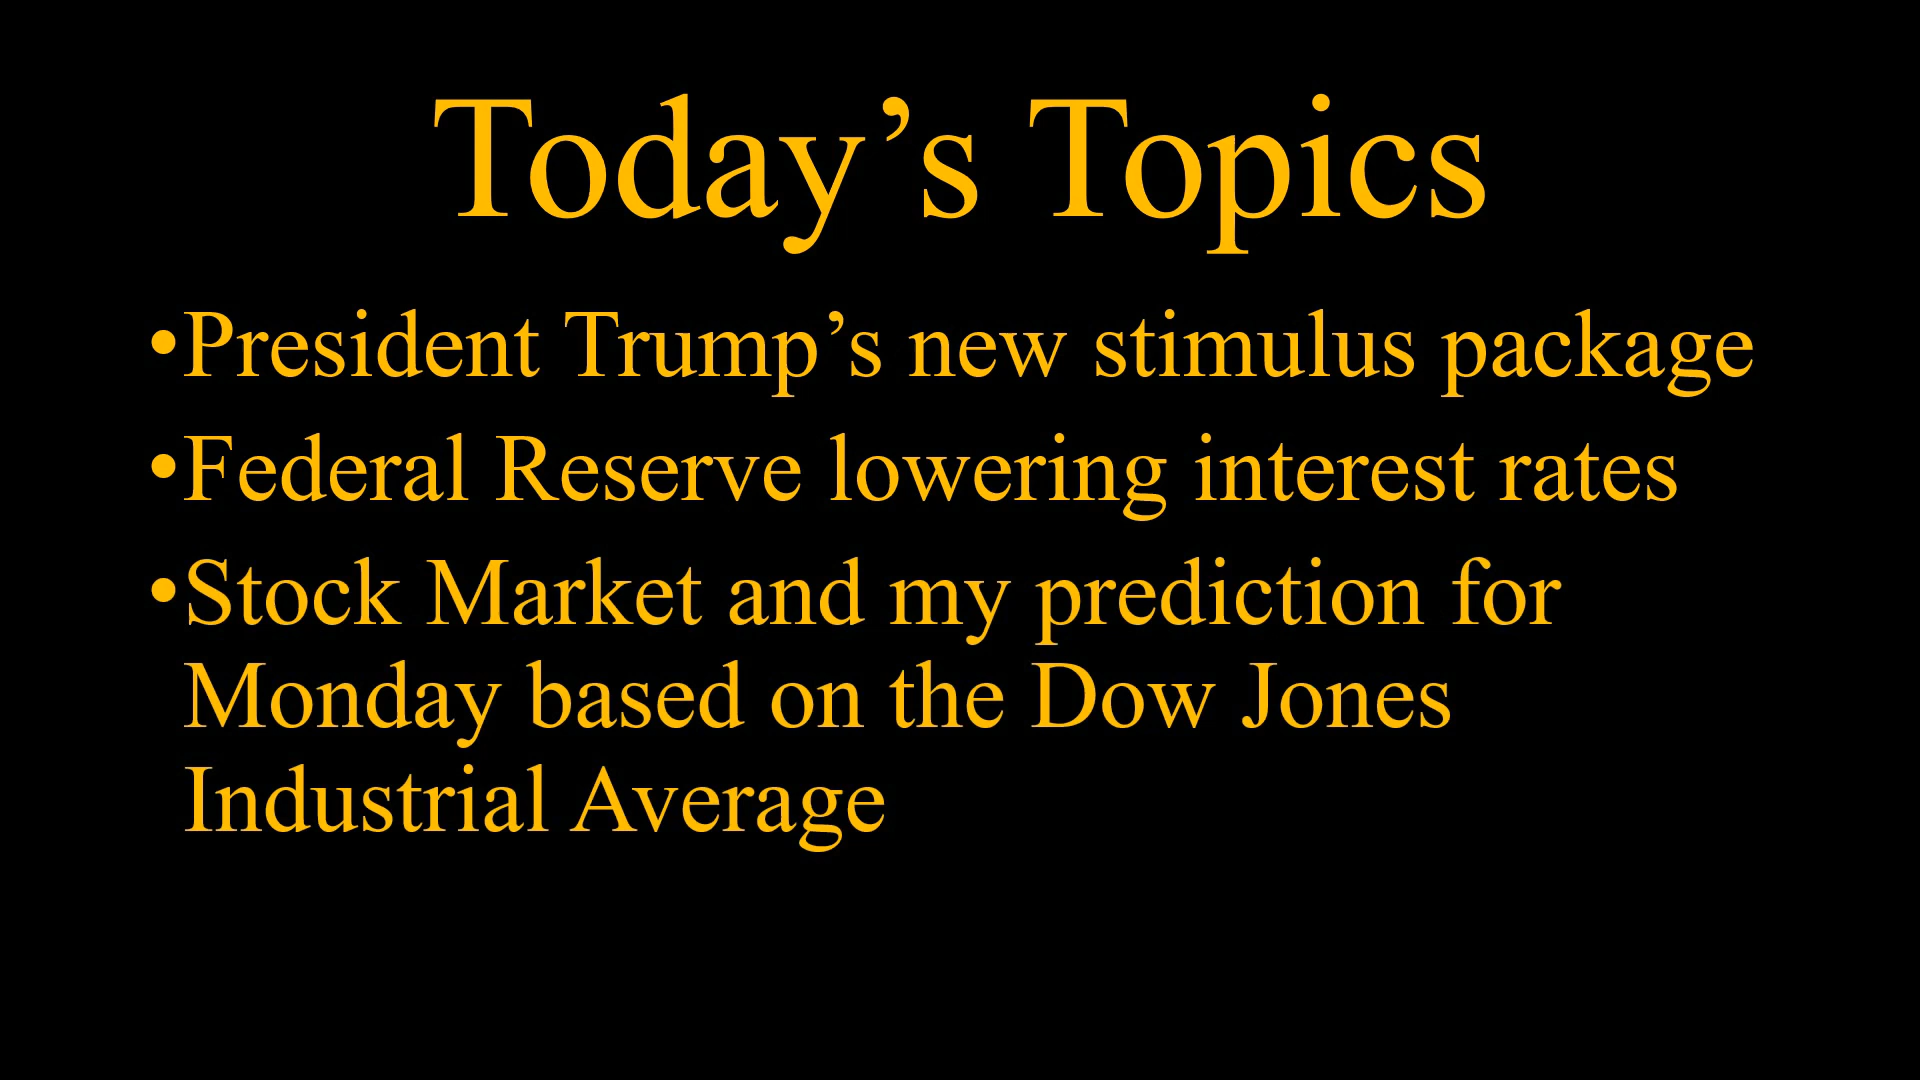 Today’s Topics
•President Trump’s new stimulus package
•Federal Reserve lowering interest rates
•Stock Market and my prediction for
Monday based on the Dow Jones
Industrial Average